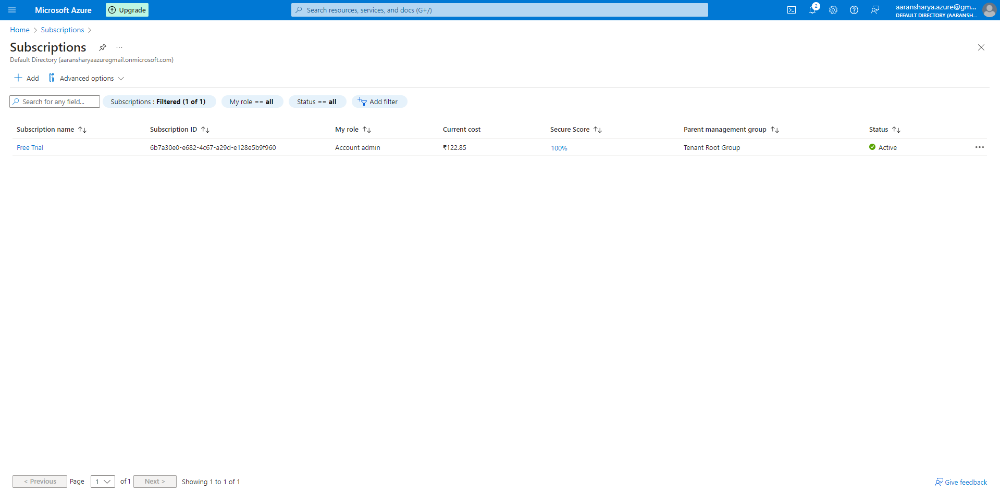 Microsoft Azure
Upgrade
Search resources, services, and docs (G+/)
2
aaransharya.azure@gm...
DEFAULT DIRECTORY (AARANSH...
Home > Subscriptions >
Subscriptions
...
Default Directory (aaransharyaazuregmail.onmicrosoft.com)
Add Advanced options
Search for any field... Subscriptions : Filtered (1 of 1) My role == all Status == all Add filter
Subscription name Subscription ID My role Current cost Secure Score Parent management group Status
Free Trial 6b7a30e0-e682-4c67-a29d-e128e5b9f960 Account admin ₹122.85 100% Tenant Root Group Active
< Previous Page 1 of 1 Next > Showing 1 to 1 of 1
Give feedback